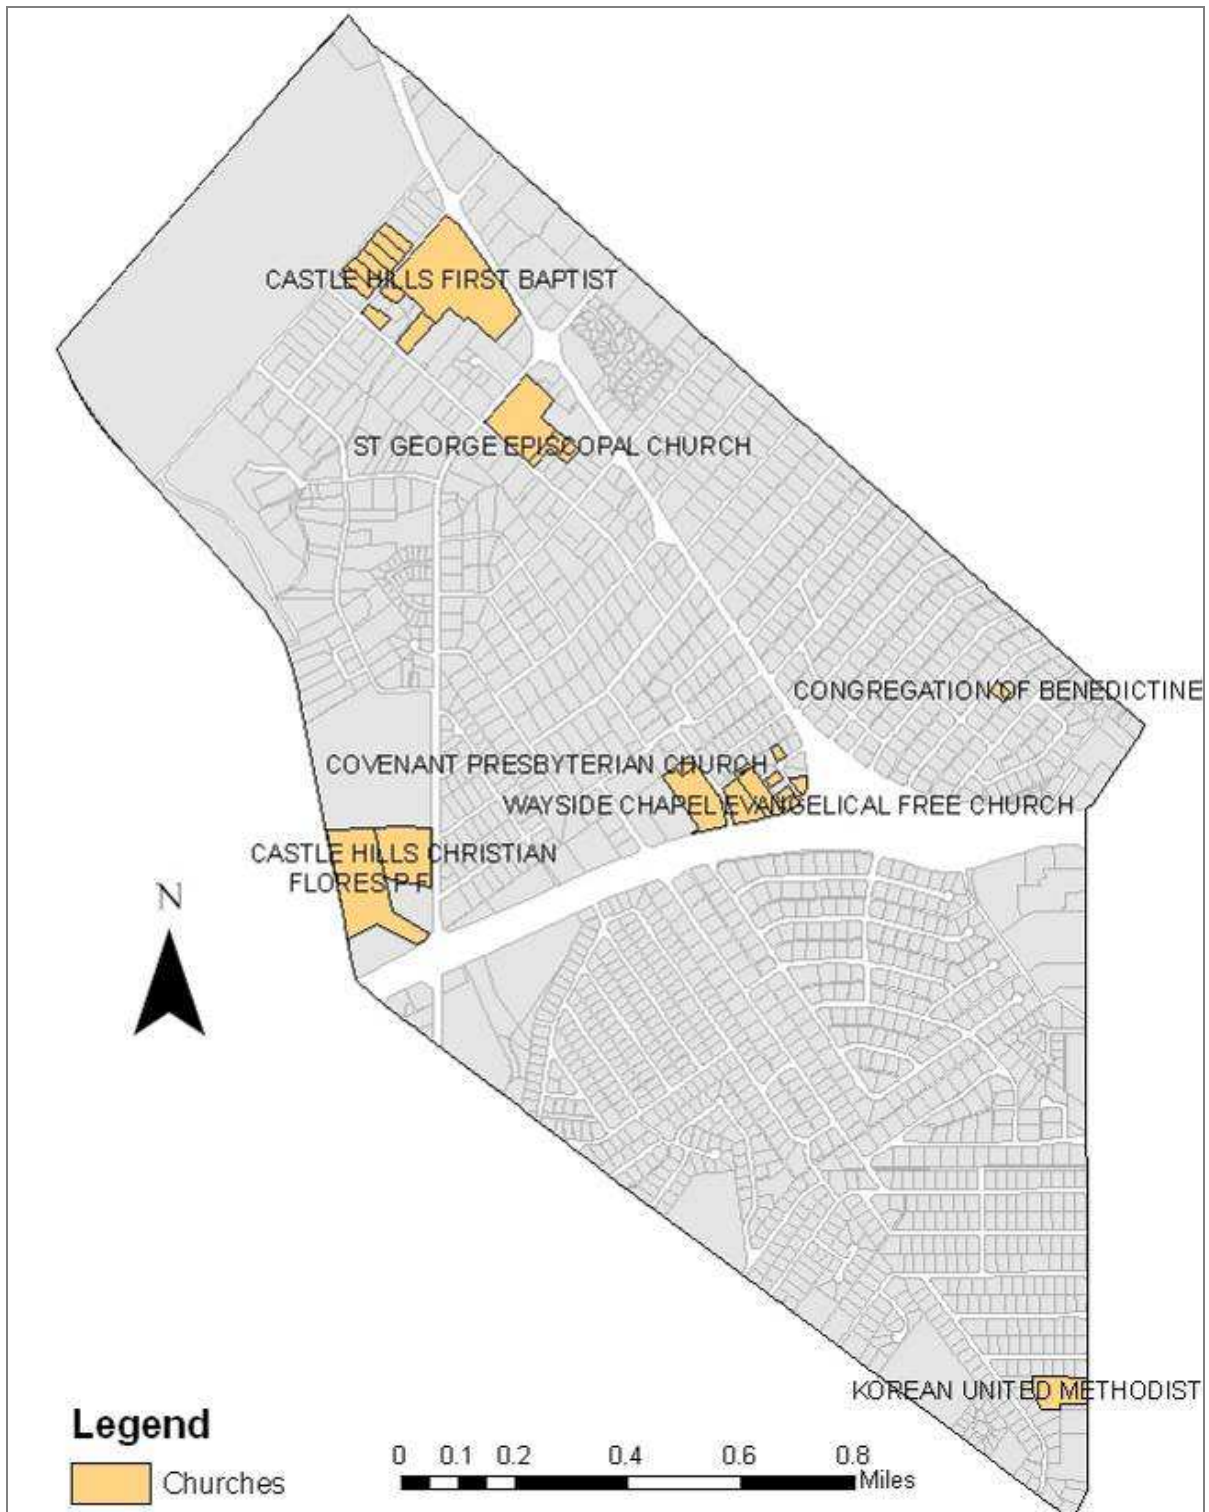 CASTLE HILLS FIRST BAPTIST
ST GEORGE EPISCOPAL CHURCH
CONGREGATION OF BENEDICTINE
COVENANT PRESBYTERIAN CHURCH
WAYSIDE CHAPEL EVANGELICAL FREE CHURCH
CASTLE HILLS CHRISTIAN
FLORES P F
N
KOREAN UNITED METHODIST
Legend
Churches
0 0.1 0.2 0.4 0.6 0.8
Miles